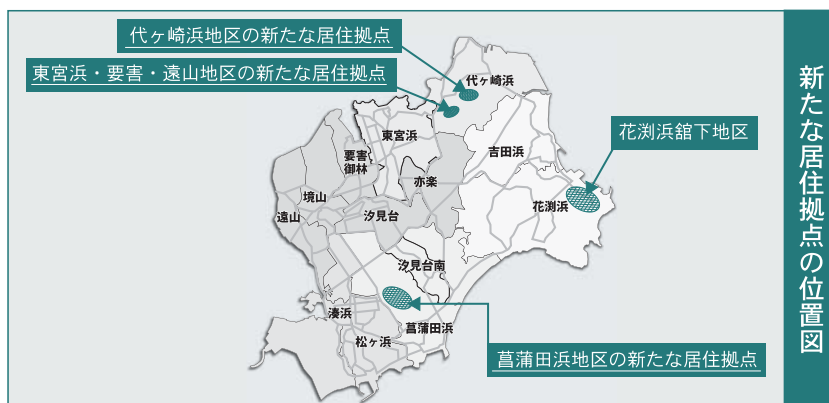 新たな居住拠点の位置図
代ヶ崎浜地区の新たな居住拠点
東宮浜・要害・遠山地区の新たな居住拠点
花渕浜舘下地区
菖蒲田浜地区の新たな居住拠点
代ヶ崎浜
東宮浜
吉田浜
要害
御林
亦楽
境山
花渕浜
遠山
汐見台
汐見台南
湊浜
菖蒲田浜
松ヶ浜